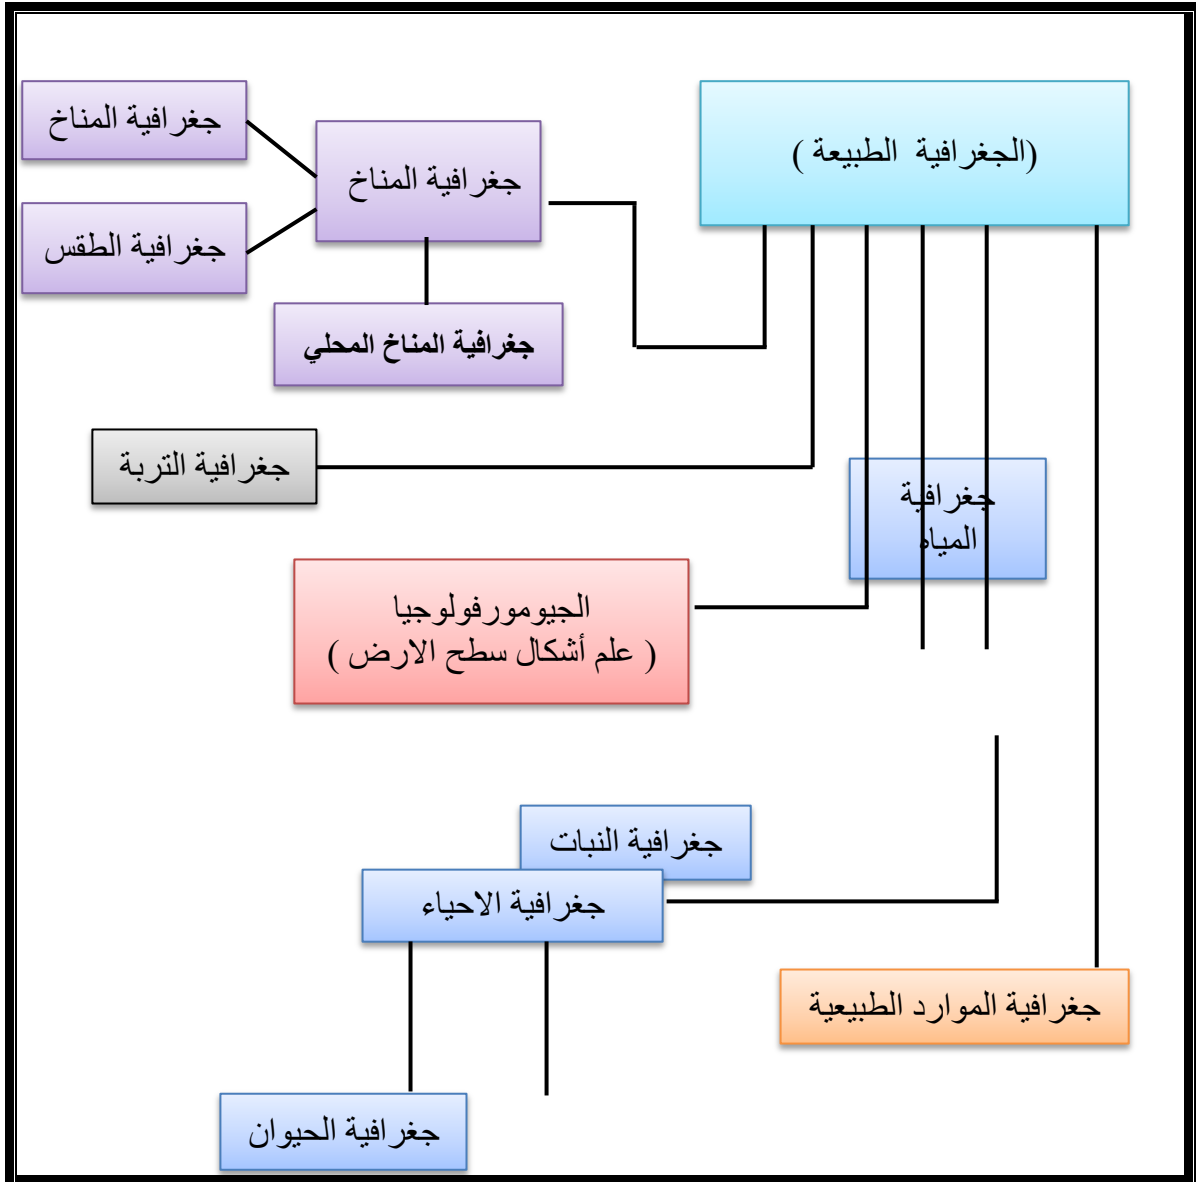 (الجغرافية الطبيعة )
جغرافية المناخ
جغرافية المناخ
جغرافية الطقس
جغرافية المناخ المحلي
جغرافية التربة
جغرافية
المياه
الجيومورفولوجيا
( علم أشكال سطح الارض )
جغرافية النبات
جغرافية الاحياء
جغرافية الموارد الطبيعية
جغرافية الحيوان